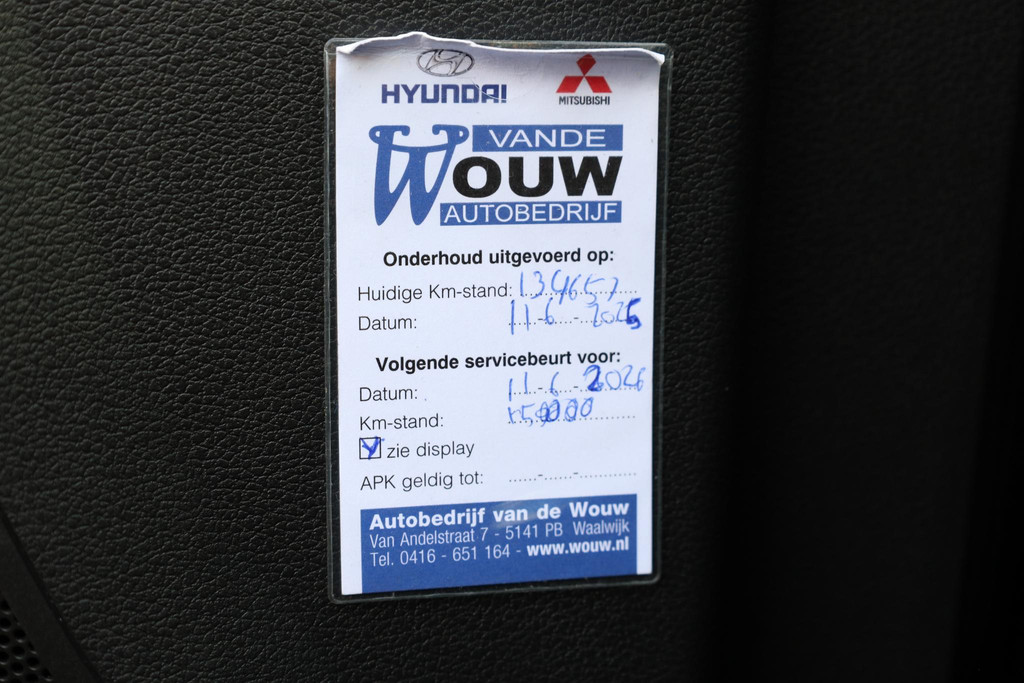 HYUNDAI MITSUBISHI
VANDE
WOUW
AUTOBEDRIJF
Onderhoud uitgevoerd op:
Huidige Km-stand: 134657
Datum: 11-6-2025
Volgende servicebeurt voor:
Datum: 11-6-2026
Km-stand:
zie display
APK geldig tot: ......-......-......
Autobedrijf van de Wouw
Van Andelstraat 7 - 5141 PB Waalwijk
Tel. 0416 - 651 164 - www.wouw.nl